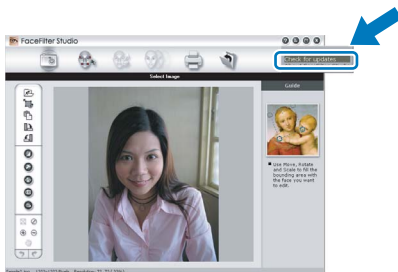 FaceFilter Studio
Check for updates
Select Image
Guide
Use Move, Rotate
and Scale to fill the
bounding area with
the face you want
to edit.